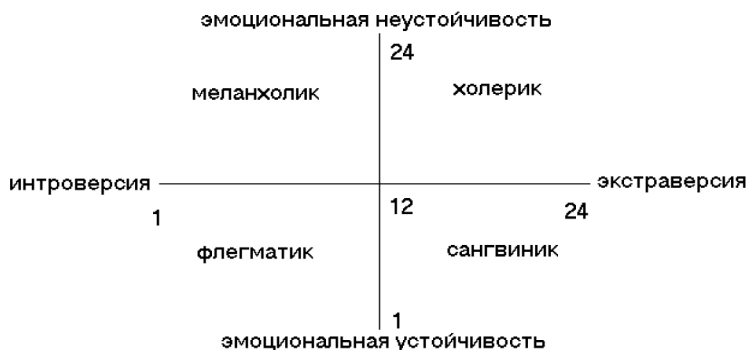 эмоциональная неустойчивость
24
меланхолик
холерик
интроверсия
экстраверсия
1
12
24
флегматик
сангвиник
1
эмоциональная устойчивость